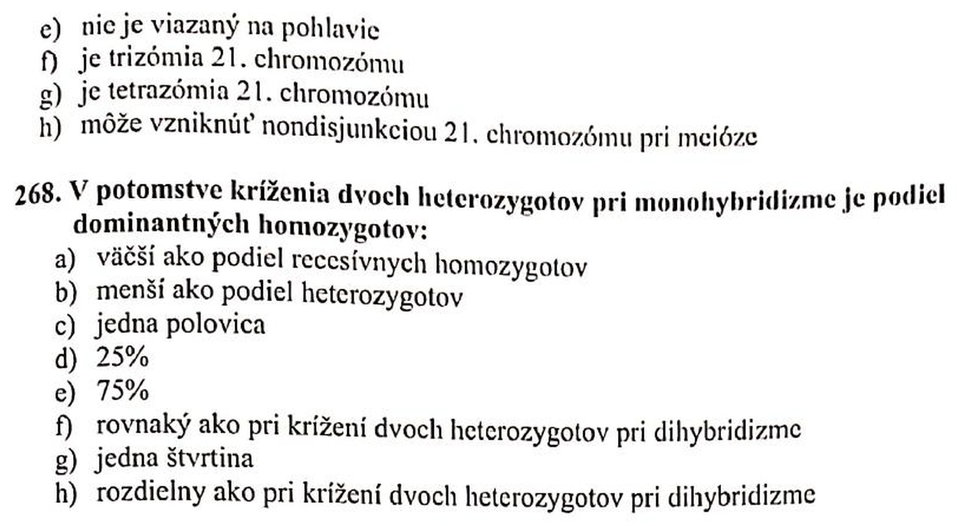 e) nie je viazaný na pohlavie
f) je trizómia 21. chromozómu
g) je tetrazómia 21. chromozómu
h) môže vzniknúť nondisjunkciou 21. chromozómu pri meióze
268. V potomstve kríženia dvoch heterozygotov pri monohybridizme je podiel
dominantných homozygotov:
a) väčší ako podiel recesívnych homozygotov
b) menší ako podiel heterozygotov
c) jedna polovica
d) 25%
e) 75%
f) rovnaký ako pri krížení dvoch heterozygotov pri dihybridizme
g) jedna štvrtina
h) rozdielny ako pri krížení dvoch heterozygotov pri dihybridizme